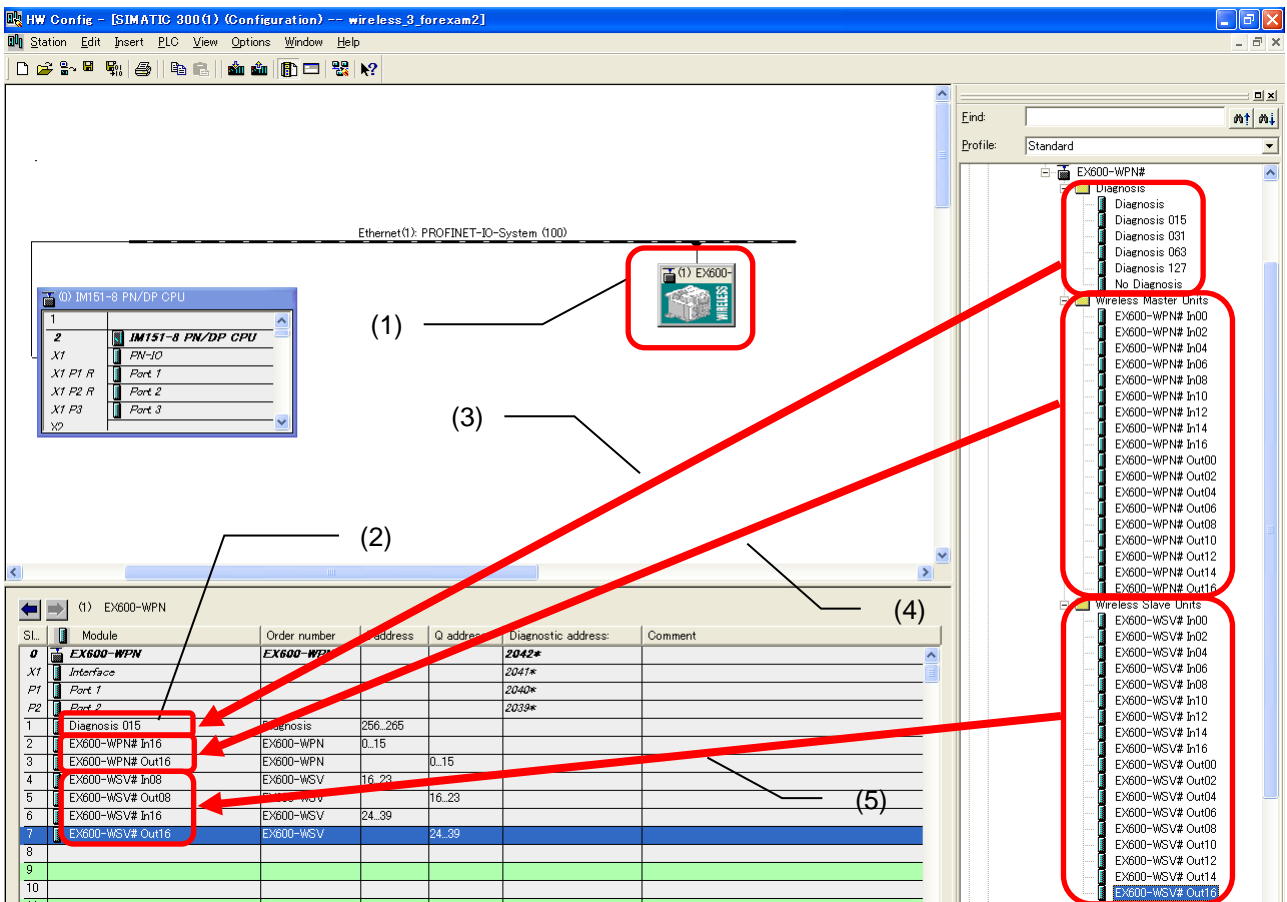 HW Config - [SIMATIC 300(1) (Configuration) -- wireless_3_forexam2]
Station Edit Insert PLC View Options Window Help
Find:
Profile: Standard
Ethernet(1): PROFINET-IO-System (100)
(1) EX600-
WIRELESS
(1)
(0) IM151-8 PN/DP CPU
1
2 IM151-8 PN/DP CPU
X1 PN-IO
X1 P1 R Port 1
X1 P2 R Port 2
X1 P3 Port 3
X2
(3)
(2)
(4)
(5)
(1) EX600-WPN
Sl... Module Order number address Q address Diagnostic address: Comment
0 EX600-WPN EX600-WPN 2042*
X1 Interface 2041*
P1 Port 1 2040*
P2 Port 2 2039*
1 Diagnosis 015 Diagnosis 256...265
2 EX600-WPN# In16 EX600-WPN 0...15
3 EX600-WPN# Out16 EX600-WPN 0...15
4 EX600-WSV# In08 EX600-WSV 16...23
5 EX600-WSV# Out08 EX600-WSV 16...23
6 EX600-WSV# In16 EX600-WSV 24...39
7 EX600-WSV# Out16 EX600-WSV 24...39
8
9
10
EX600-WPN#
Diagnosis
Diagnosis
Diagnosis 015
Diagnosis 031
Diagnosis 063
Diagnosis 127
No Diagnosis
Wireless Master Units
EX600-WPN# In00
EX600-WPN# In02
EX600-WPN# In04
EX600-WPN# In06
EX600-WPN# In08
EX600-WPN# In10
EX600-WPN# In12
EX600-WPN# In14
EX600-WPN# In16
EX600-WPN# Out00
EX600-WPN# Out02
EX600-WPN# Out04
EX600-WPN# Out06
EX600-WPN# Out08
EX600-WPN# Out10
EX600-WPN# Out12
EX600-WPN# Out14
EX600-WPN# Out16
Wireless Slave Units
EX600-WSV# In00
EX600-WSV# In02
EX600-WSV# In04
EX600-WSV# In06
EX600-WSV# In08
EX600-WSV# In10
EX600-WSV# In12
EX600-WSV# In14
EX600-WSV# In16
EX600-WSV# Out00
EX600-WSV# Out02
EX600-WSV# Out04
EX600-WSV# Out06
EX600-WSV# Out08
EX600-WSV# Out10
EX600-WSV# Out12
EX600-WSV# Out14
EX600-WSV# Out16